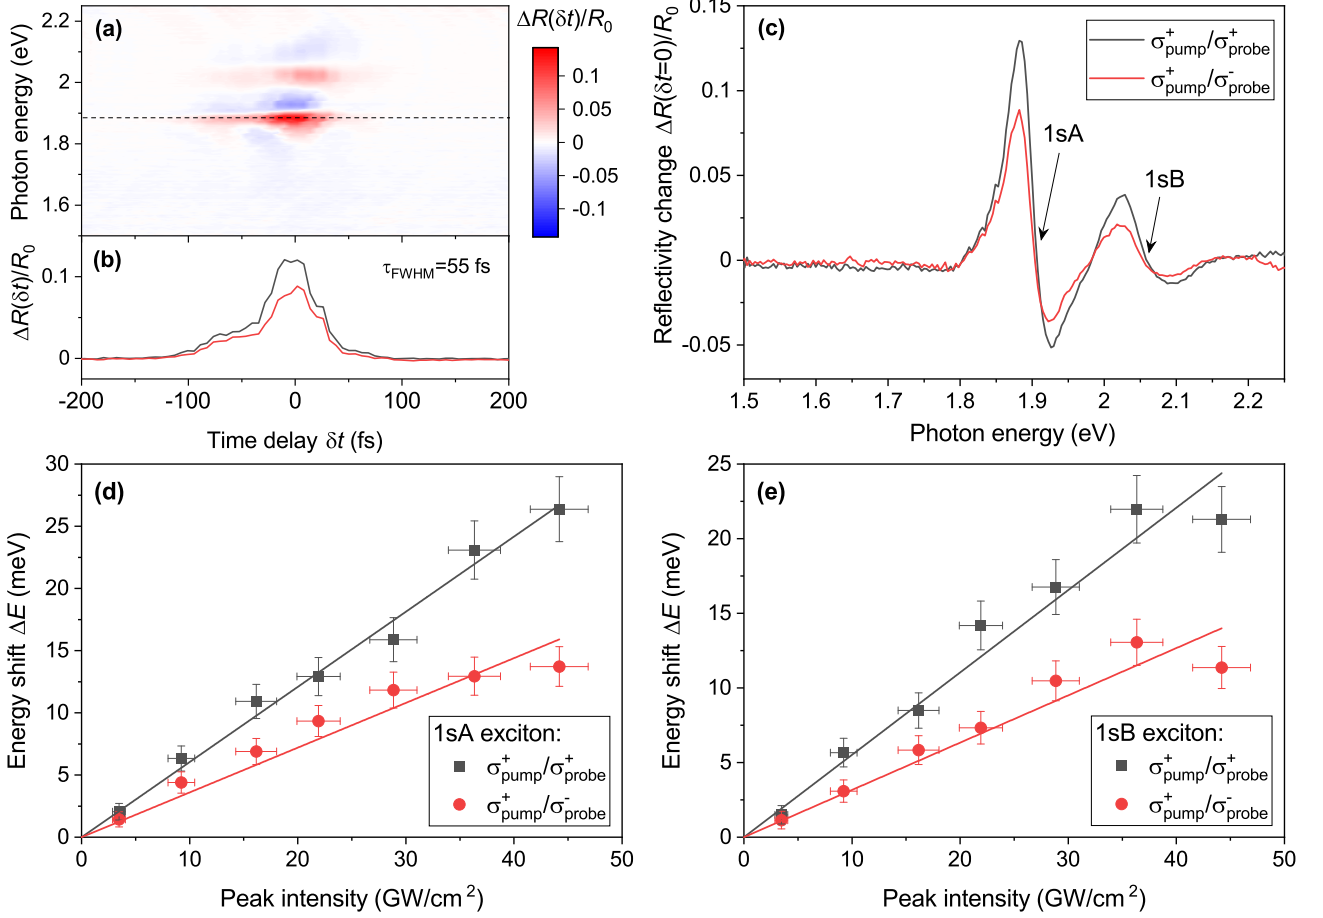 (a)
Photon energy (eV)
2.2
2
1.8
1.6
ΔR(δt)/R₀
0.1
0.05
0
-0.05
-0.1
(b)
τFWHM=55 fs
ΔR(δt)/R₀
0.1
0
-200 -100 0 100 200
Time delay δt (fs)
(c)
σ⁺pump/σ⁺probe
σ⁺pump/σ⁻probe
1sA
1sB
Reflectivity change ΔR(δt=0)/R₀
0.15
0.1
0.05
0
-0.05
1.5 1.6 1.7 1.8 1.9 2 2.1 2.2
Photon energy (eV)
(d)
Energy shift ΔE (meV)
30
25
20
15
10
5
0
1sA exciton:
σ⁺pump/σ⁺probe
σ⁺pump/σ⁻probe
0 10 20 30 40 50
Peak intensity (GW/cm²)
(e)
Energy shift ΔE (meV)
25
20
15
10
5
0
1sB exciton:
σ⁺pump/σ⁺probe
σ⁺pump/σ⁻probe
0 10 20 30 40 50
Peak intensity (GW/cm²)